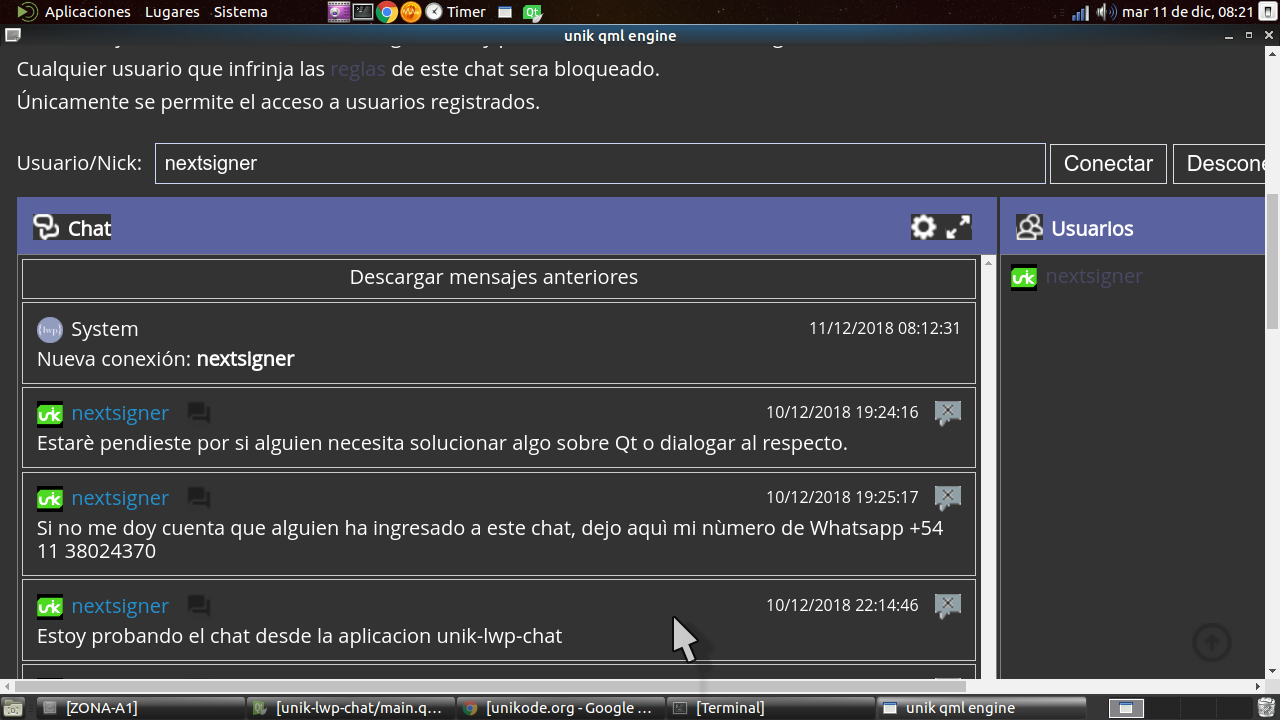 Aplicaciones Lugares Sistema Timer Qt mar 11 de dic, 08:21
unik qml engine
Cualquier usuario que infrinja las reglas de este chat sera bloqueado.
Únicamente se permite el acceso a usuarios registrados.
Usuario/Nick: nextsigner Conectar Descone
Chat Usuarios
Descargar mensajes anteriores nextsigner
{lwp} System 11/12/2018 08:12:31
Nueva conexión: nextsigner
nextsigner 10/12/2018 19:24:16
Estarè pendieste por si alguien necesita solucionar algo sobre Qt o dialogar al respecto.
nextsigner 10/12/2018 19:25:17
Si no me doy cuenta que alguien ha ingresado a este chat, dejo aquì mi nùmero de Whatsapp +54
11 38024370
nextsigner 10/12/2018 22:14:46
Estoy probando el chat desde la aplicacion unik-lwp-chat
[ZONA-A1] [unik-lwp-chat/main.q... [unikode.org - Google ... [Terminal] unik qml engine